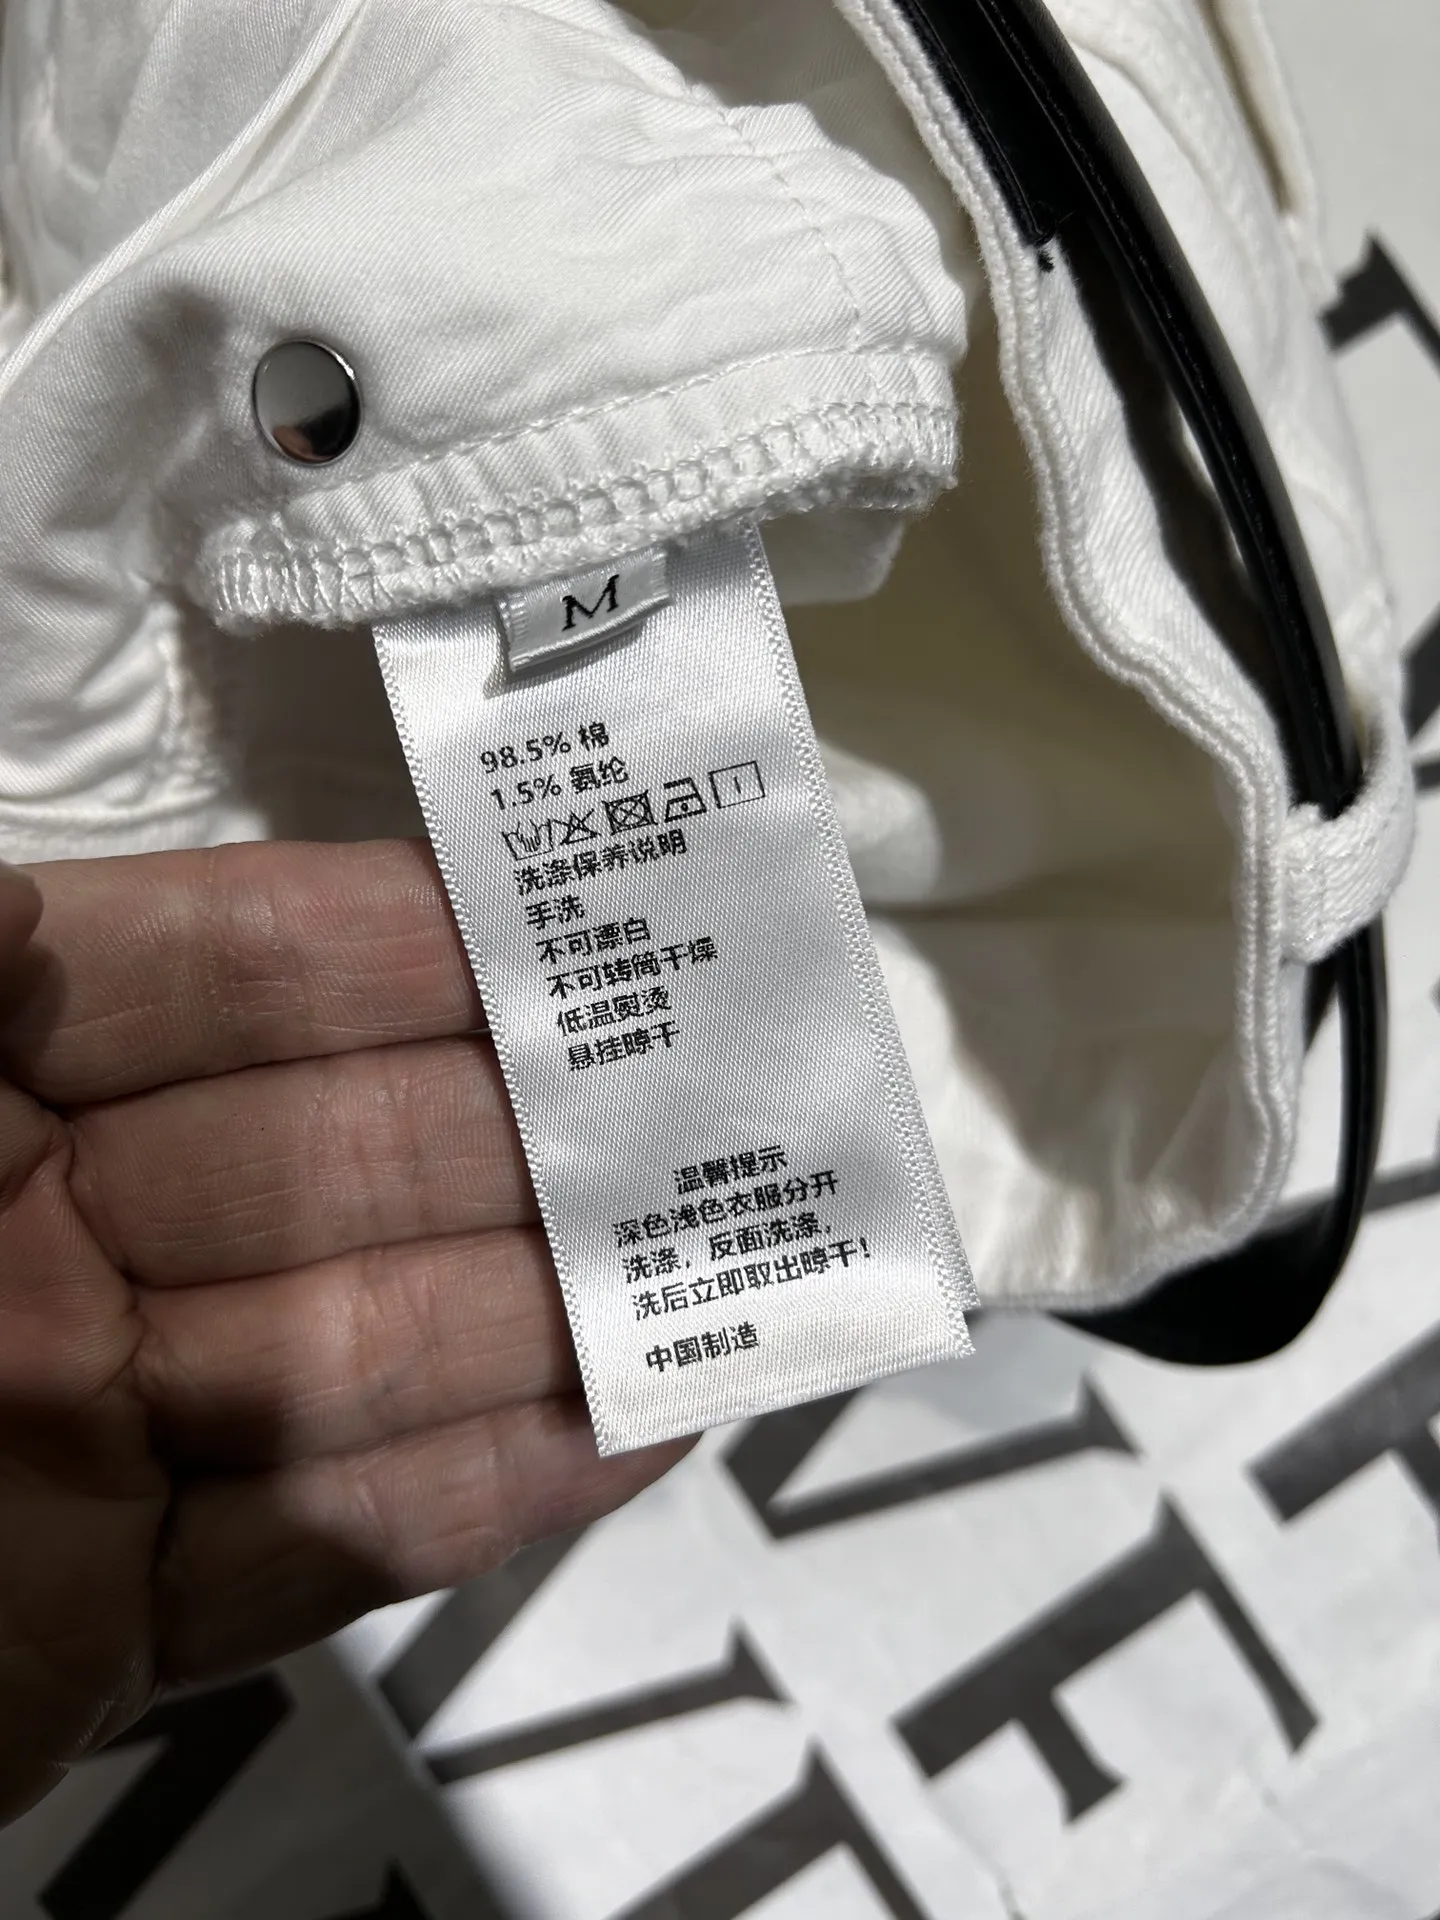 M
98.5% 棉
1.5% 氨纶
洗涤保养说明
手洗
不可漂白
不可转筒干燥
低温熨烫
悬挂晾干
温臀提示
深色浅色衣服分开
洗涤，反面洗涤，
洗后立即取出晾干！
中国制造